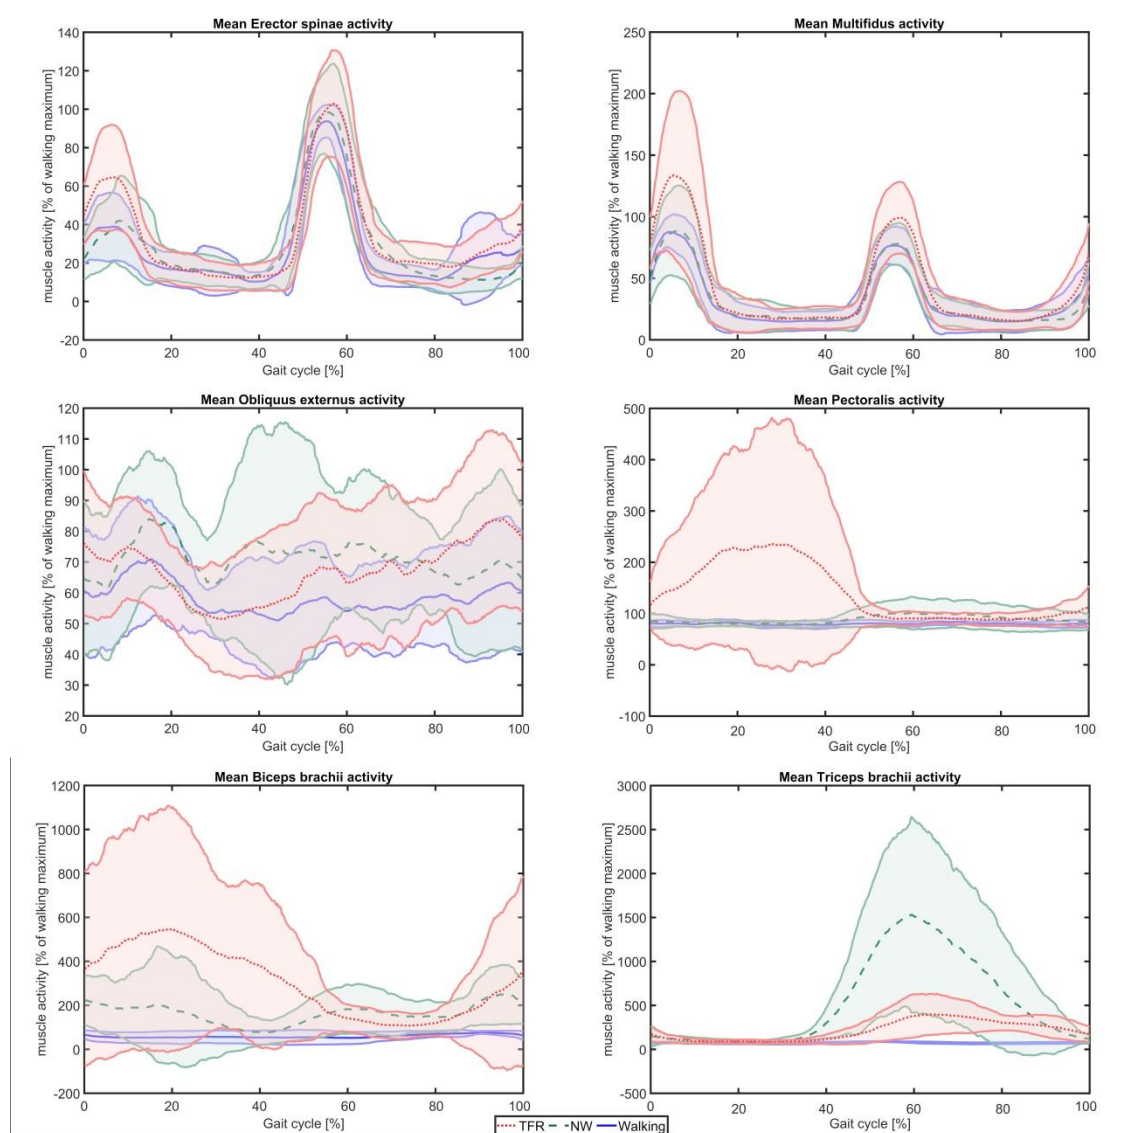 Mean Erector spinae activity
muscle activity [% of walking maximum]
140
120
100
80
60
40
20
0
-20
0 20 40 60 80 100
Gait cycle [%]
Mean Multifidus activity
muscle activity [% of walking maximum]
250
200
150
100
50
0
0 20 40 60 80 100
Gait cycle [%]
Mean Obliquus externus activity
muscle activity [% of walking maximum]
120
110
100
90
80
70
60
50
40
30
20
0 20 40 60 80 100
Gait cycle [%]
Mean Pectoralis activity
muscle activity [% of walking maximum]
500
400
300
200
100
0
-100
0 20 40 60 80 100
Gait cycle [%]
Mean Biceps brachii activity
muscle activity [% of walking maximum]
1200
1000
800
600
400
200
0
-200
0 20 40 60 80 100
Gait cycle [%]
Mean Triceps brachii activity
muscle activity [% of walking maximum]
3000
2500
2000
1500
1000
500
0
-500
0 20 40 60 80 100
Gait cycle [%]
TFR NW Walking